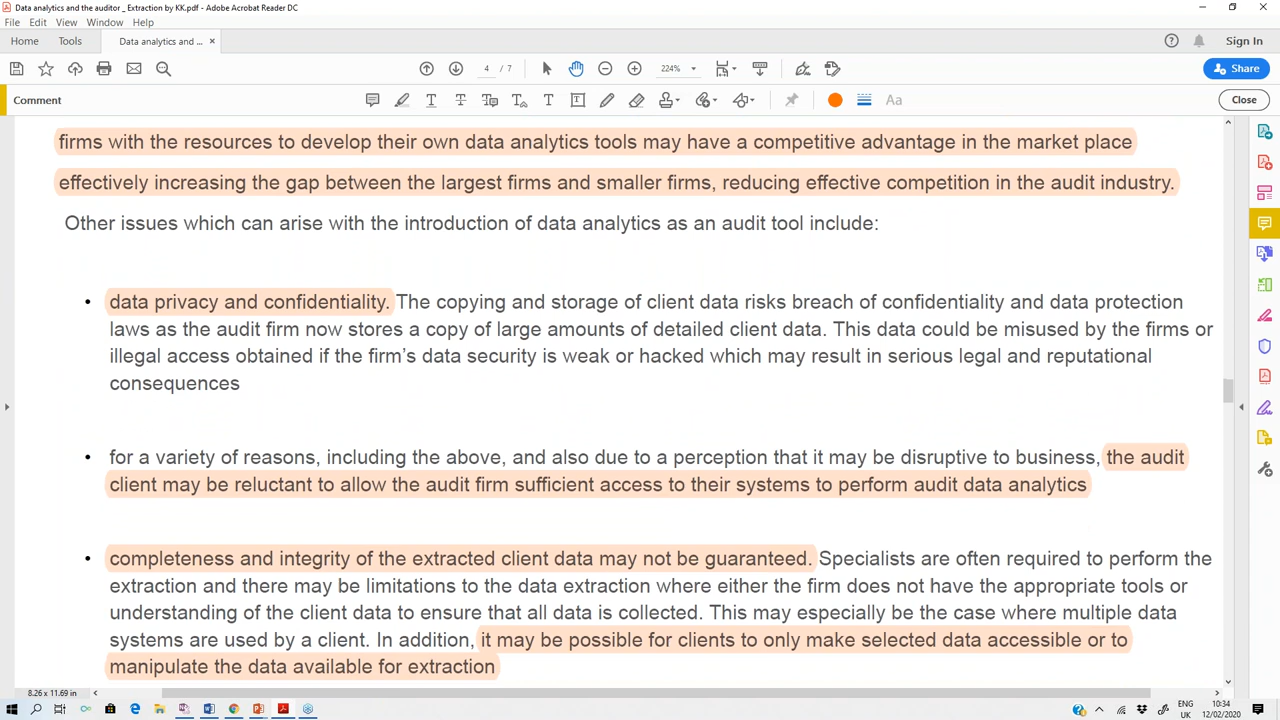 Data analytics and the auditor _ Extraction by KK.pdf - Adobe Acrobat Reader DC
File Edit View Window Help
Home Tools Data analytics and ... × Sign In
4 / 7 224% Share
Comment Aa Close
firms with the resources to develop their own data analytics tools may have a competitive advantage in the market place
effectively increasing the gap between the largest firms and smaller firms, reducing effective competition in the audit industry.
Other issues which can arise with the introduction of data analytics as an audit tool include:
• data privacy and confidentiality. The copying and storage of client data risks breach of confidentiality and data protection
laws as the audit firm now stores a copy of large amounts of detailed client data. This data could be misused by the firms or
illegal access obtained if the firm's data security is weak or hacked which may result in serious legal and reputational
consequences
• for a variety of reasons, including the above, and also due to a perception that it may be disruptive to business, the audit
client may be reluctant to allow the audit firm sufficient access to their systems to perform audit data analytics
• completeness and integrity of the extracted client data may not be guaranteed. Specialists are often required to perform the
extraction and there may be limitations to the data extraction where either the firm does not have the appropriate tools or
understanding of the client data to ensure that all data is collected. This may especially be the case where multiple data
systems are used by a client. In addition, it may be possible for clients to only make selected data accessible or to
manipulate the data available for extraction
8.26 x 11.69 in
ENG 10:34
UK 12/02/2020